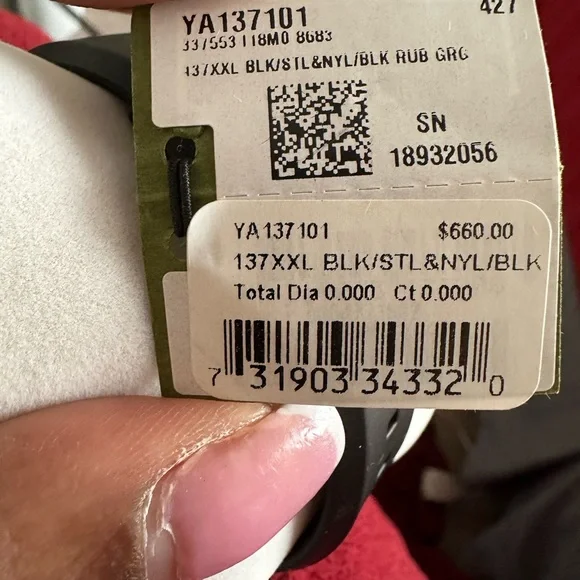 427
YA137101
337553 I18M0 8683
137XXL BLK/STL&NYL/BLK RUB GRG
SN
18932056
YA137101 $660.00
137XXL BLK/STL&NYL/BLK
Total Dia 0.000 Ct 0.000
7 31903 34332 0